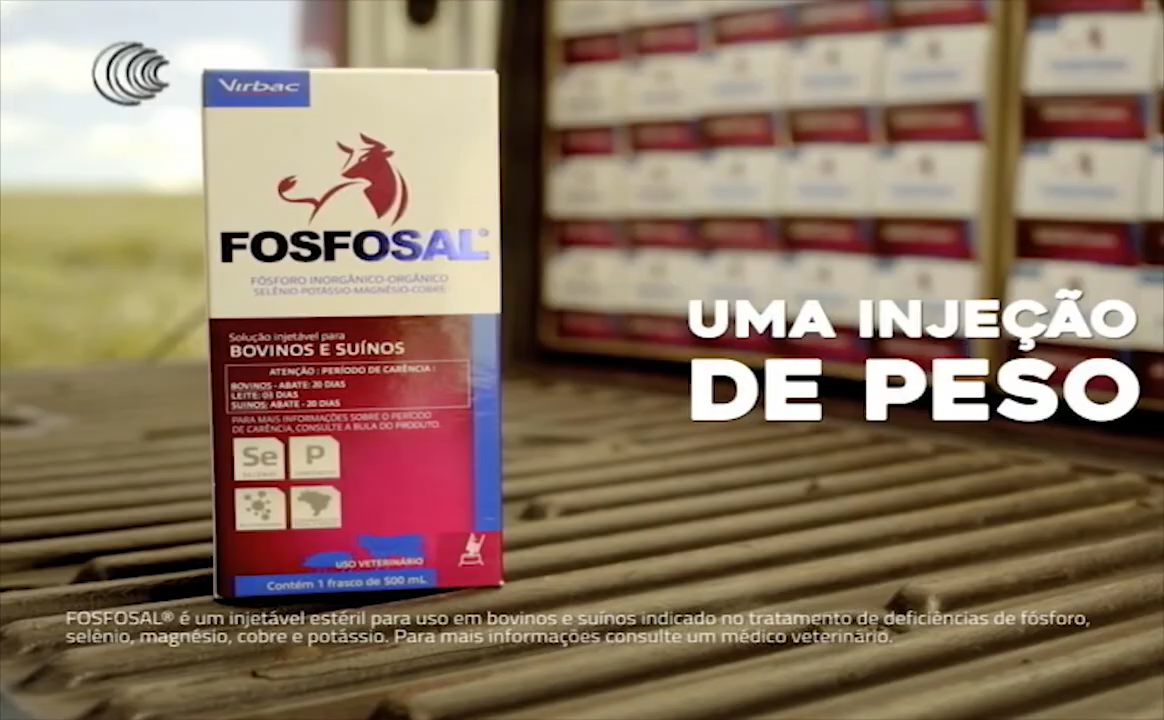 Virbac
FOSFOSAL®
FÓSFORO INORGÂNICO-ORGÂNICO
SELÊNIO-POTÁSSIO-MAGNÉSIO-COBRE
Solução injetável para
BOVINOS E SUÍNOS
ATENÇÃO: PERÍODO DE CARÊNCIA:
BOVINOS - ABATE: 20 DIAS
LEITE: 03 DIAS
SUINOS: ABATE - 20 DIAS
PARA MAIS INFORMAÇÕES SOBRE O PERÍODO
DE CARÊNCIA, CONSULTE A BULA DO PRODUTO.
Se P
USO VETERINÁRIO
Contém 1 frasco de 500 mL
UMA INJEÇÃO
DE PESO
FOSFOSAL® é um injetável estéril para uso em bovinos e suínos indicado no tratamento de deficiências de fósforo,
selênio, magnésio, cobre e potássio. Para mais informações consulte um médico veterinário.